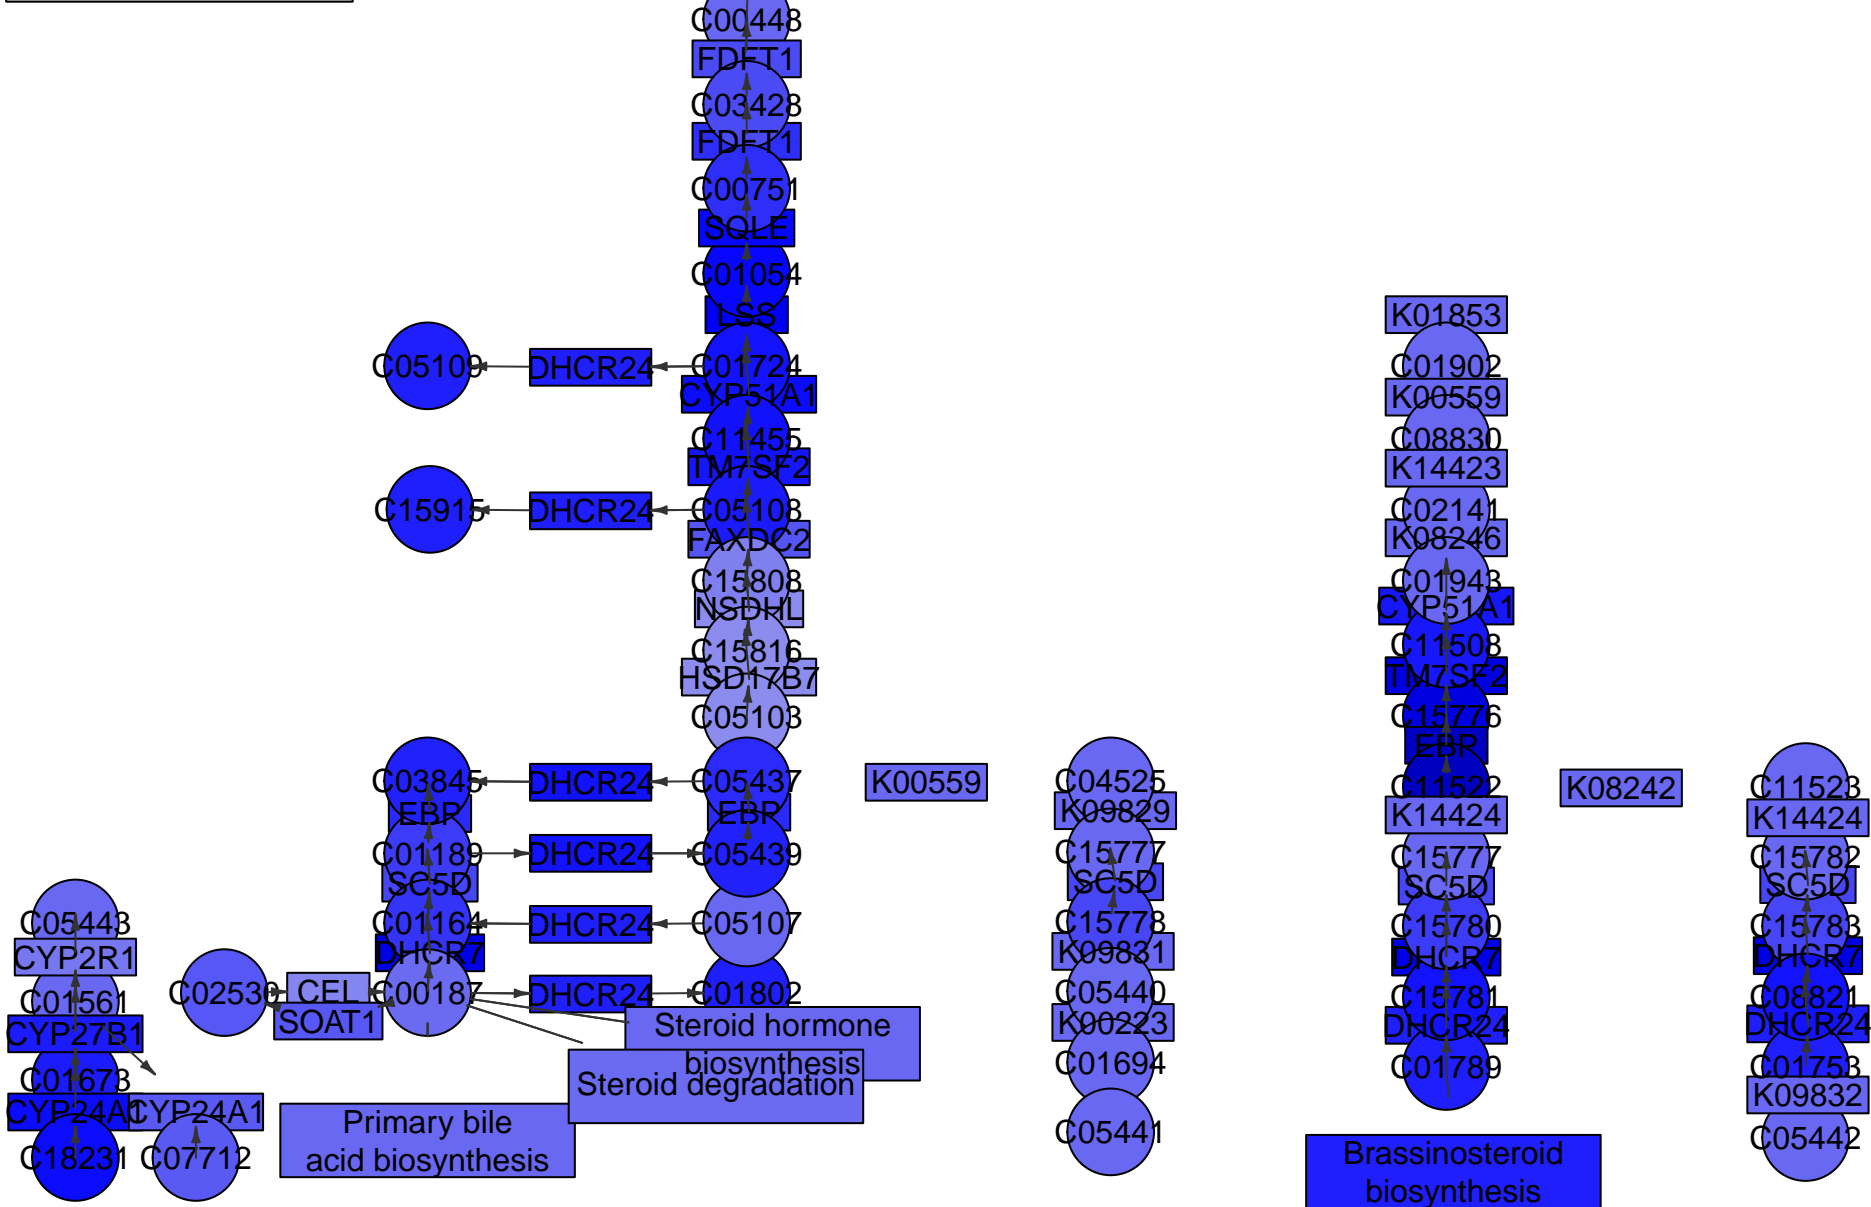 C00448
FDFT1
C03428
FDFT1
C00751
SQLE
C01054
LSS
C05109
DHCR24
C01724
CYP51A1
C11455
TM7SF2
C15915
DHCR24
C05108
FAXDC2
C15808
NSDHL
C15816
HSD17B7
C05103
C03845
DHCR24
C05437
EBP
EBP
C01189
DHCR24
C05439
SC5D
C01164
DHCR24
C05107
DHCR7
C02530
CEL
SOAT1
C00187
DHCR24
C01802
C05443
CYP2R1
C01561
CYP27B1
C01673
CYP24A1
CYP24A1
C18231
C07712
Steroid hormone
biosynthesis
Steroid degradation
Primary bile
acid biosynthesis
K00559
C04525
K09829
C15777
SC5D
C15778
K09831
C05440
K00223
C01694
C05441
K01853
C01902
K00559
C08830
K14423
C02141
K08246
C01943
CYP51A1
C11508
TM7SF2
C15776
EBP
C11522
K14424
C15777
SC5D
C15780
DHCR7
C15781
DHCR24
C01789
Brassinosteroid
biosynthesis
K08242
C11523
K14424
C15782
SC5D
C15783
DHCR7
C08821
DHCR24
C01753
K09832
C05442